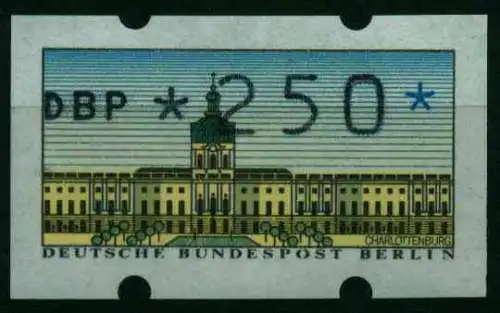 DBP *250*
CHARLOTTENBURG
DEUTSCHE BUNDESPOST BERLIN